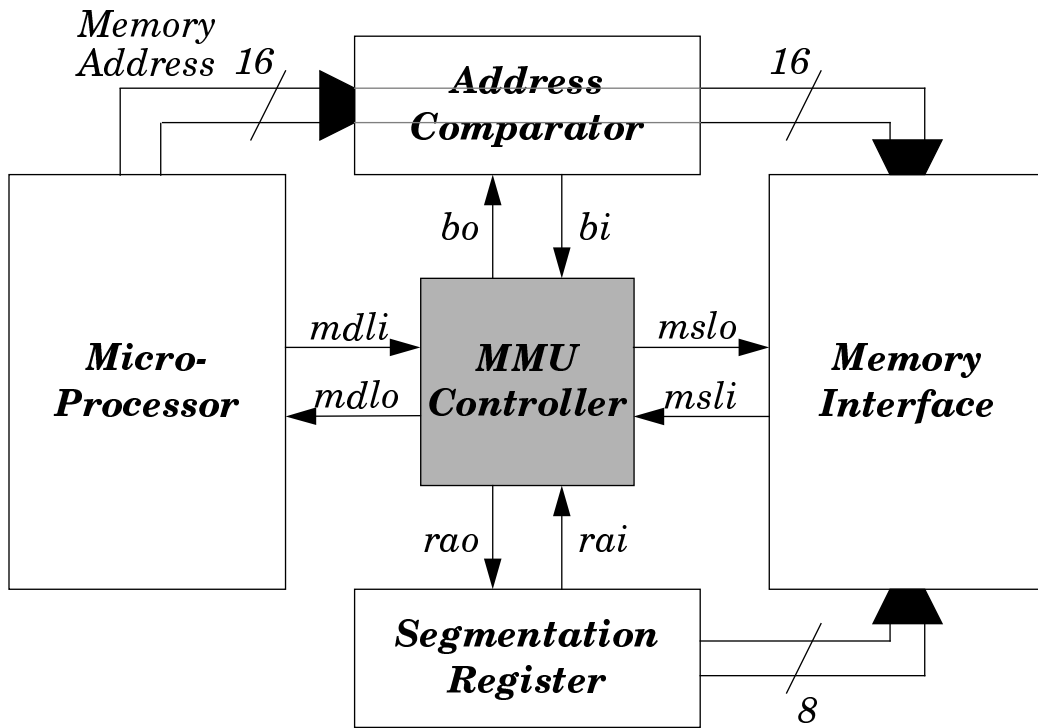 Memory
Address
16
16
Address
Comparator
bo
bi
mdli
mslo
Micro-
Processor
MMU
Controller
Memory
Interface
mdlo
msli
rao
rai
Segmentation
Register
8